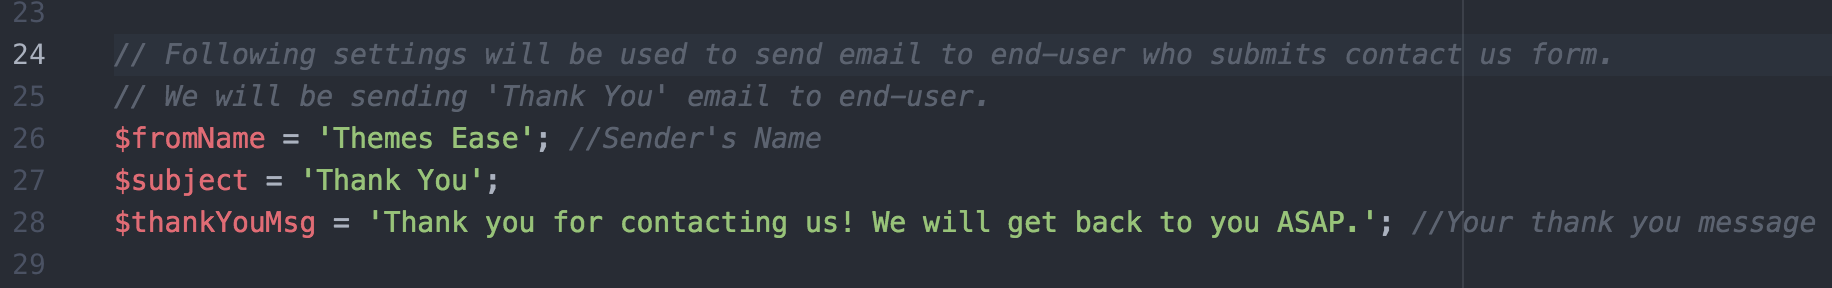 23
24 // Following settings will be used to send email to end-user who submits contact us form.
25 // We will be sending 'Thank You' email to end-user.
26 $fromName = 'Themes Ease'; //Sender's Name
27 $subject = 'Thank You';
28 $thankYouMsg = 'Thank you for contacting us! We will get back to you ASAP.'; //Your thank you message
29